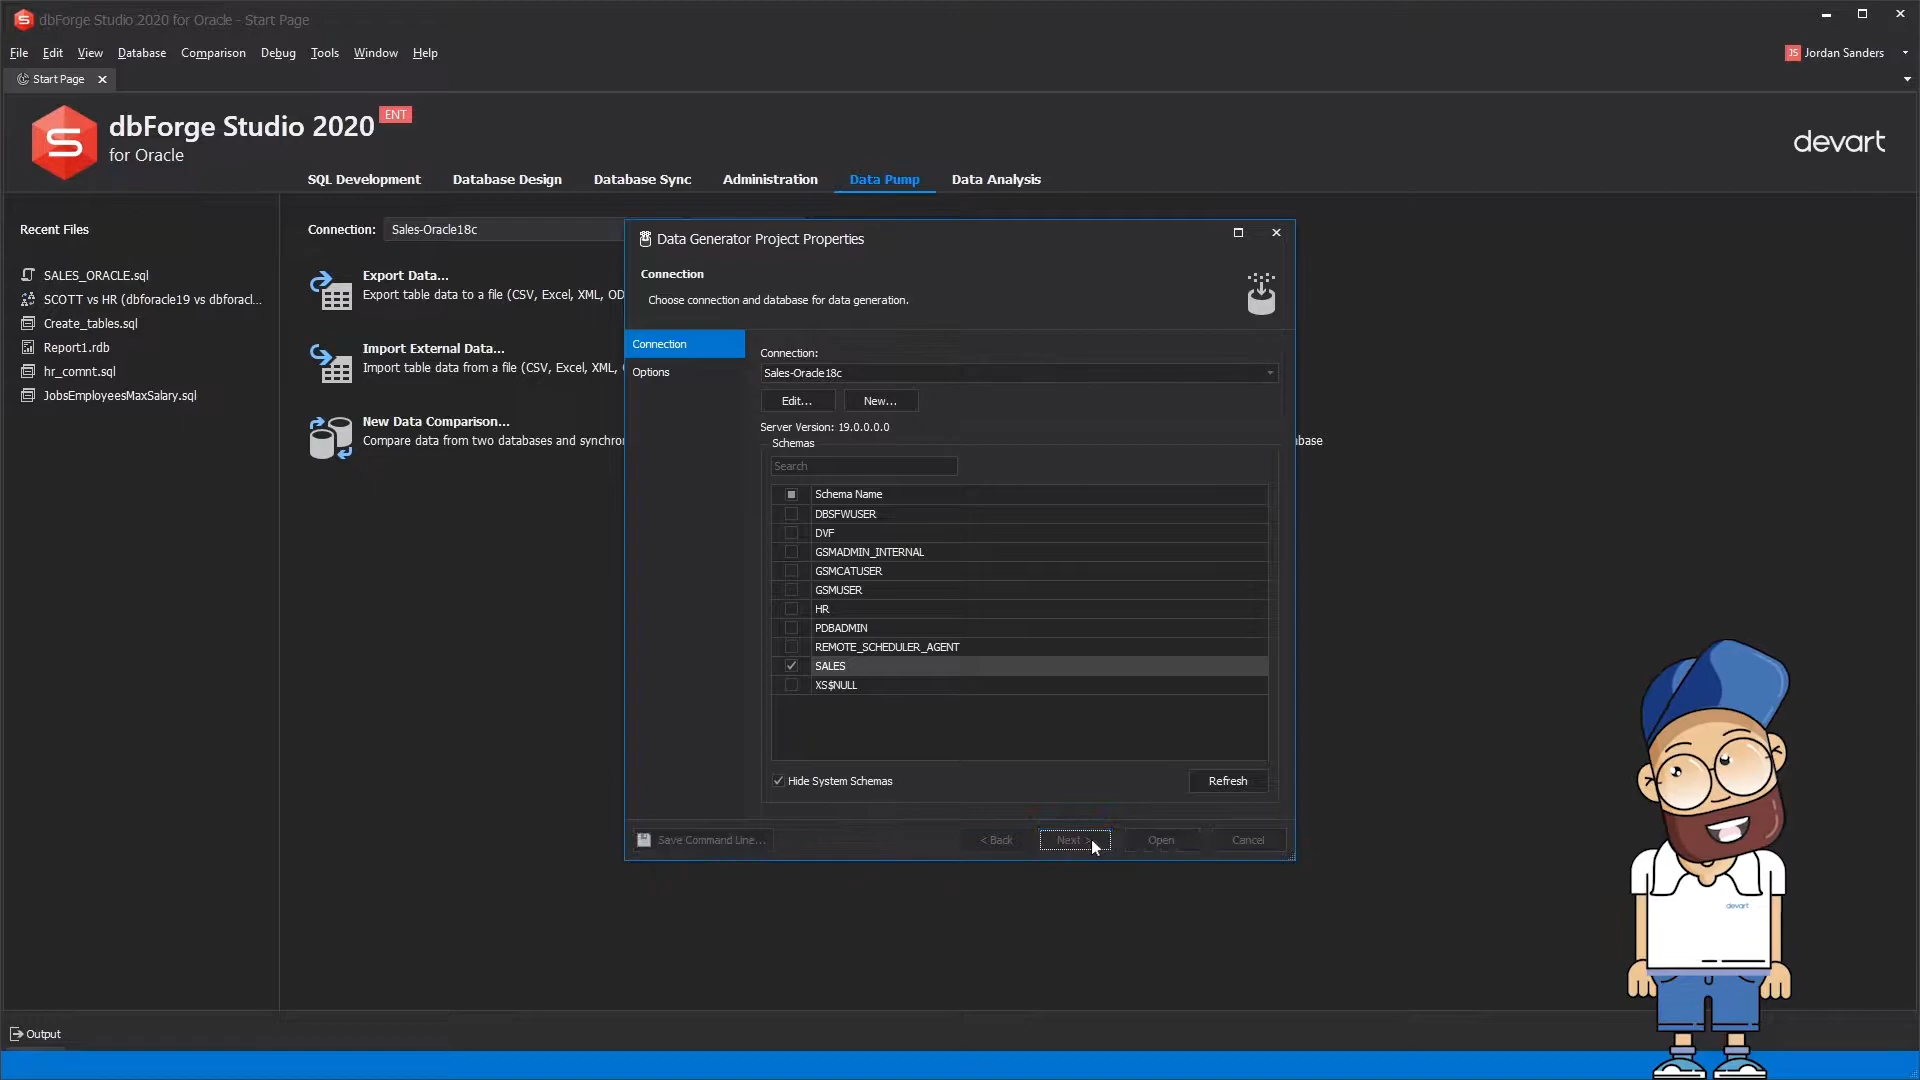 dbForge Studio 2020 for Oracle - Start Page
File Edit View Database Comparison Debug Tools Window Help
JS Jordan Sanders
Start Page
dbForge Studio 2020 ENT
for Oracle
devart
SQL Development Database Design Database Sync Administration Data Pump Data Analysis
Recent Files
SALES_ORACLE.sql
SCOTT vs HR (dbforacle19 vs dbforacl...
Create_tables.sql
Report1.rdb
hr_comnt.sql
JobsEmployeesMaxSalary.sql
Connection: Sales-Oracle18c
Export Data...
Export table data to a file (CSV, Excel, XML, OD
Import External Data...
Import table data from a file (CSV, Excel, XML,
New Data Comparison...
Compare data from two databases and synchron
abase
Data Generator Project Properties
Connection
Choose connection and database for data generation.
Connection
Options
Connection:
Sales-Oracle18c
Edit... New...
Server Version: 19.0.0.0.0
Schemas
Search
Schema Name
DBSFWUSER
DVF
GSMADMIN_INTERNAL
GSMCATUSER
GSMUSER
HR
PDBADMIN
REMOTE_SCHEDULER_AGENT
SALES
XS$NULL
Hide System Schemas
Refresh
Save Command Line... < Back Next > Open Cancel
devart
Output